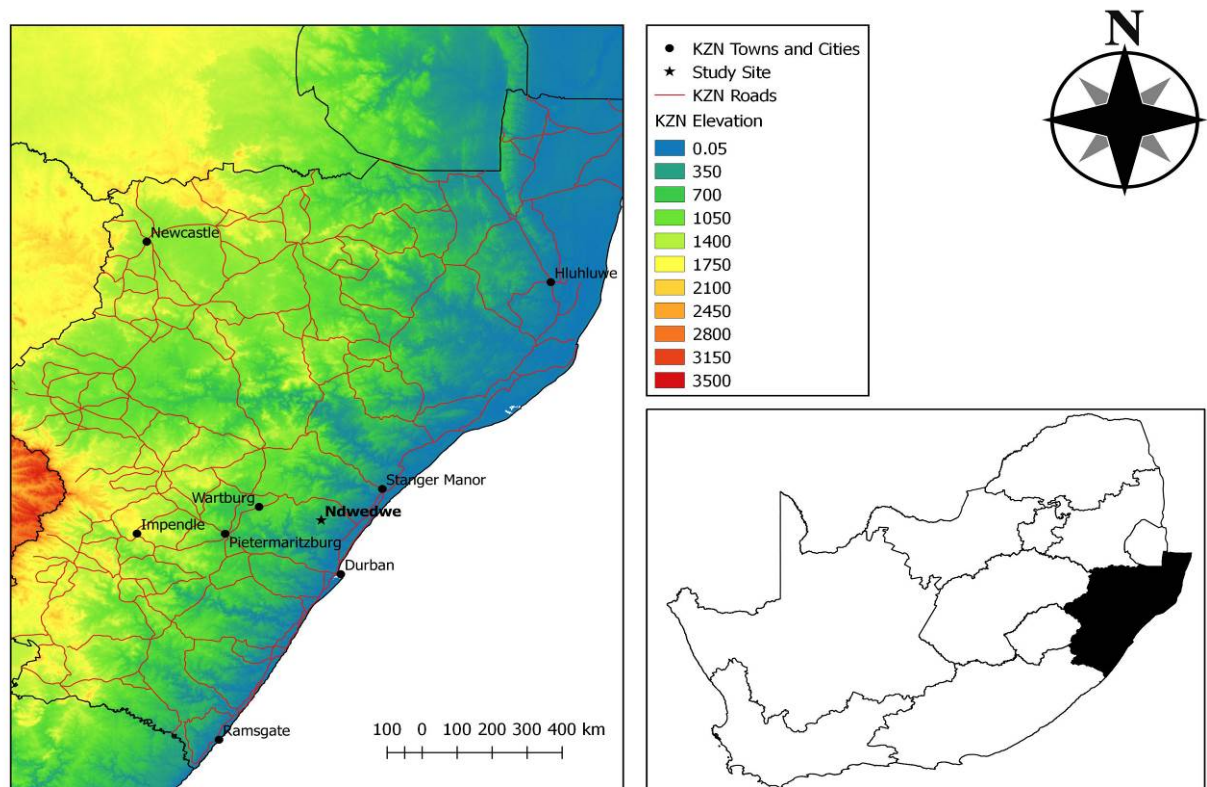 Newcastle
Hluhluwe
Stanger Manor
Wartburg
Ndwedwe
Impendle
Pietermaritzburg
Durban
Ramsgate
100 0 100 200 300 400 km
KZN Towns and Cities
Study Site
KZN Roads
KZN Elevation
0.05
350
700
1050
1400
1750
2100
2450
2800
3150
3500
N